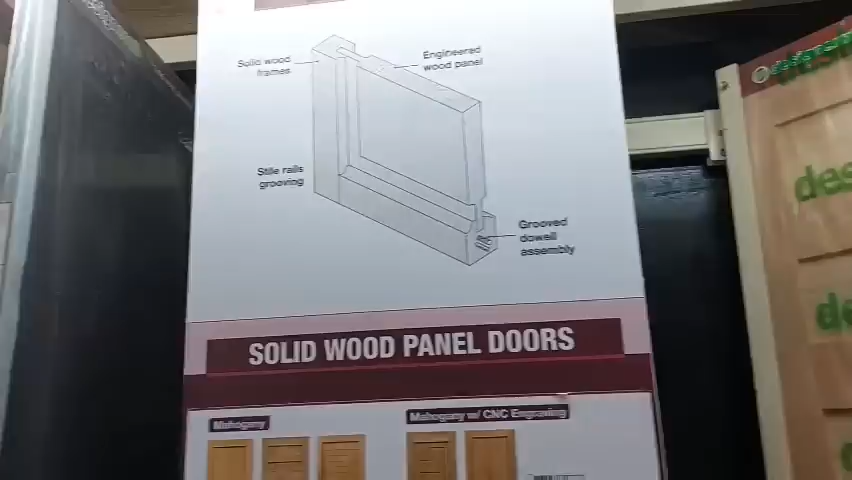 Solid wood
frames
Engineered
wood panel
Stile rails
grooving
Grooved
dowell
assembly
SOLID WOOD PANEL DOORS
Mahogany
Mahogany w/ CNC Engraving